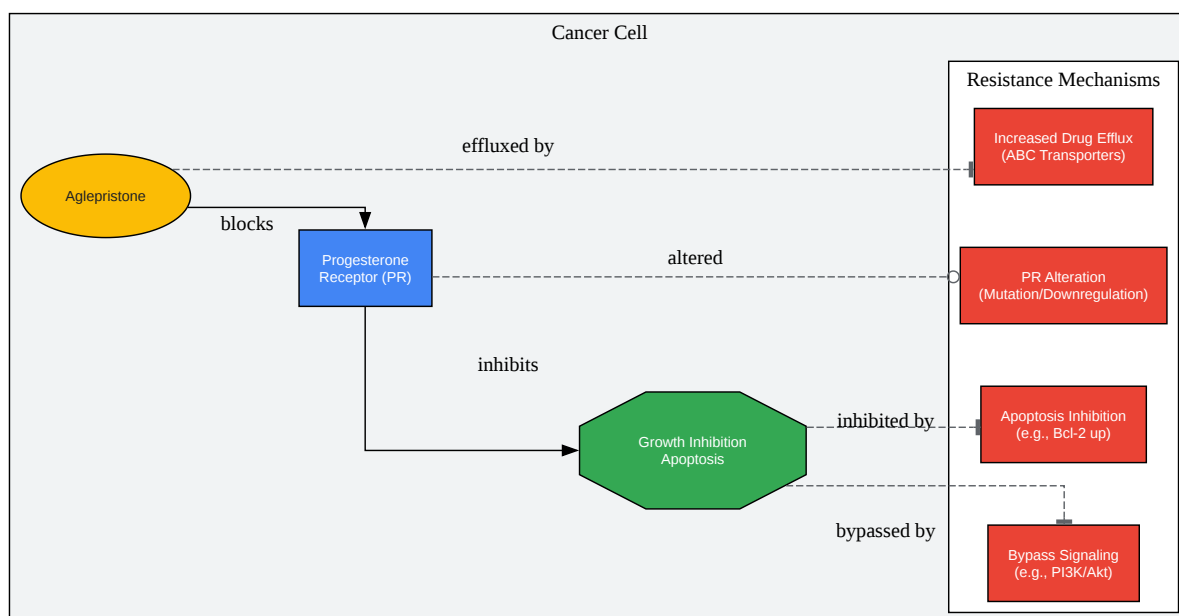 Cancer Cell
Resistance Mechanisms
Increased Drug Efflux
(ABC Transporters)
effluxed by
Aglepristone
blocks
Progesterone
Receptor (PR)
altered
PR Alteration
(Mutation/Downregulation)
inhibits
Growth Inhibition
Apoptosis
inhibited by
Apoptosis Inhibition
(e.g., Bcl-2 up)
bypassed by
Bypass Signaling
(e.g., PI3K/Akt)